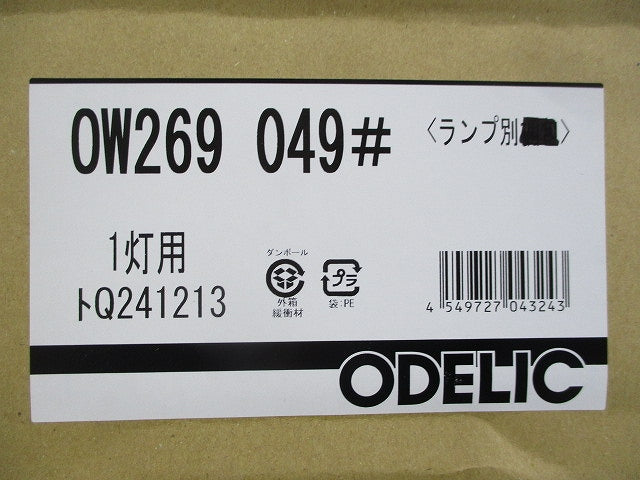 OW269 049# 〈ランプ別 〉
1灯用
トQ241213
ダンボール
外箱
緩衝材
プラ
袋:PE
4 549727 043243
ODELIC